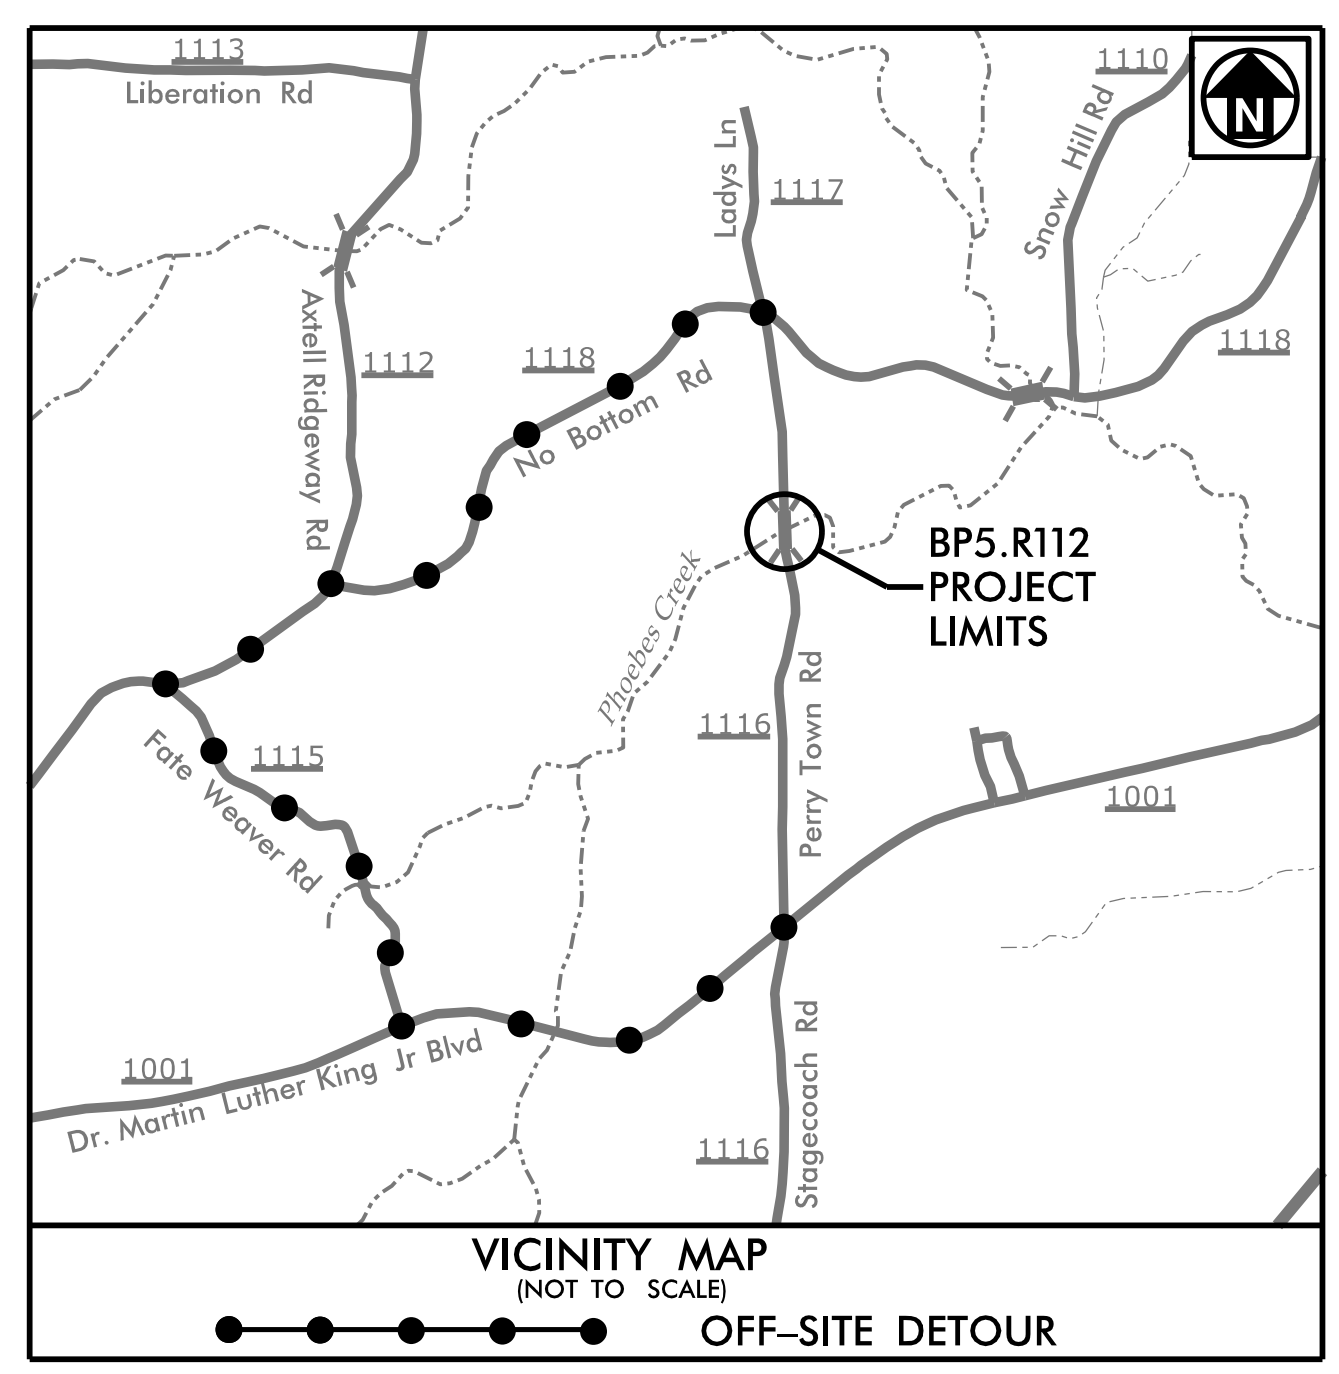 1113
Liberation Rd
1110
Snow Hill Rd
N
Ladys Ln
1117
Axtell Ridgeway Rd
1112
1118
No Bottom Rd
1118
BP5.R112
PROJECT
LIMITS
Phoebes Creek
1116
Perry Town Rd
Fate Weaver Rd
1115
1001
1001
Dr. Martin Luther King Jr Blvd
1116
Stagecoach Rd
VICINITY MAP
(NOT TO SCALE)
OFF–SITE DETOUR